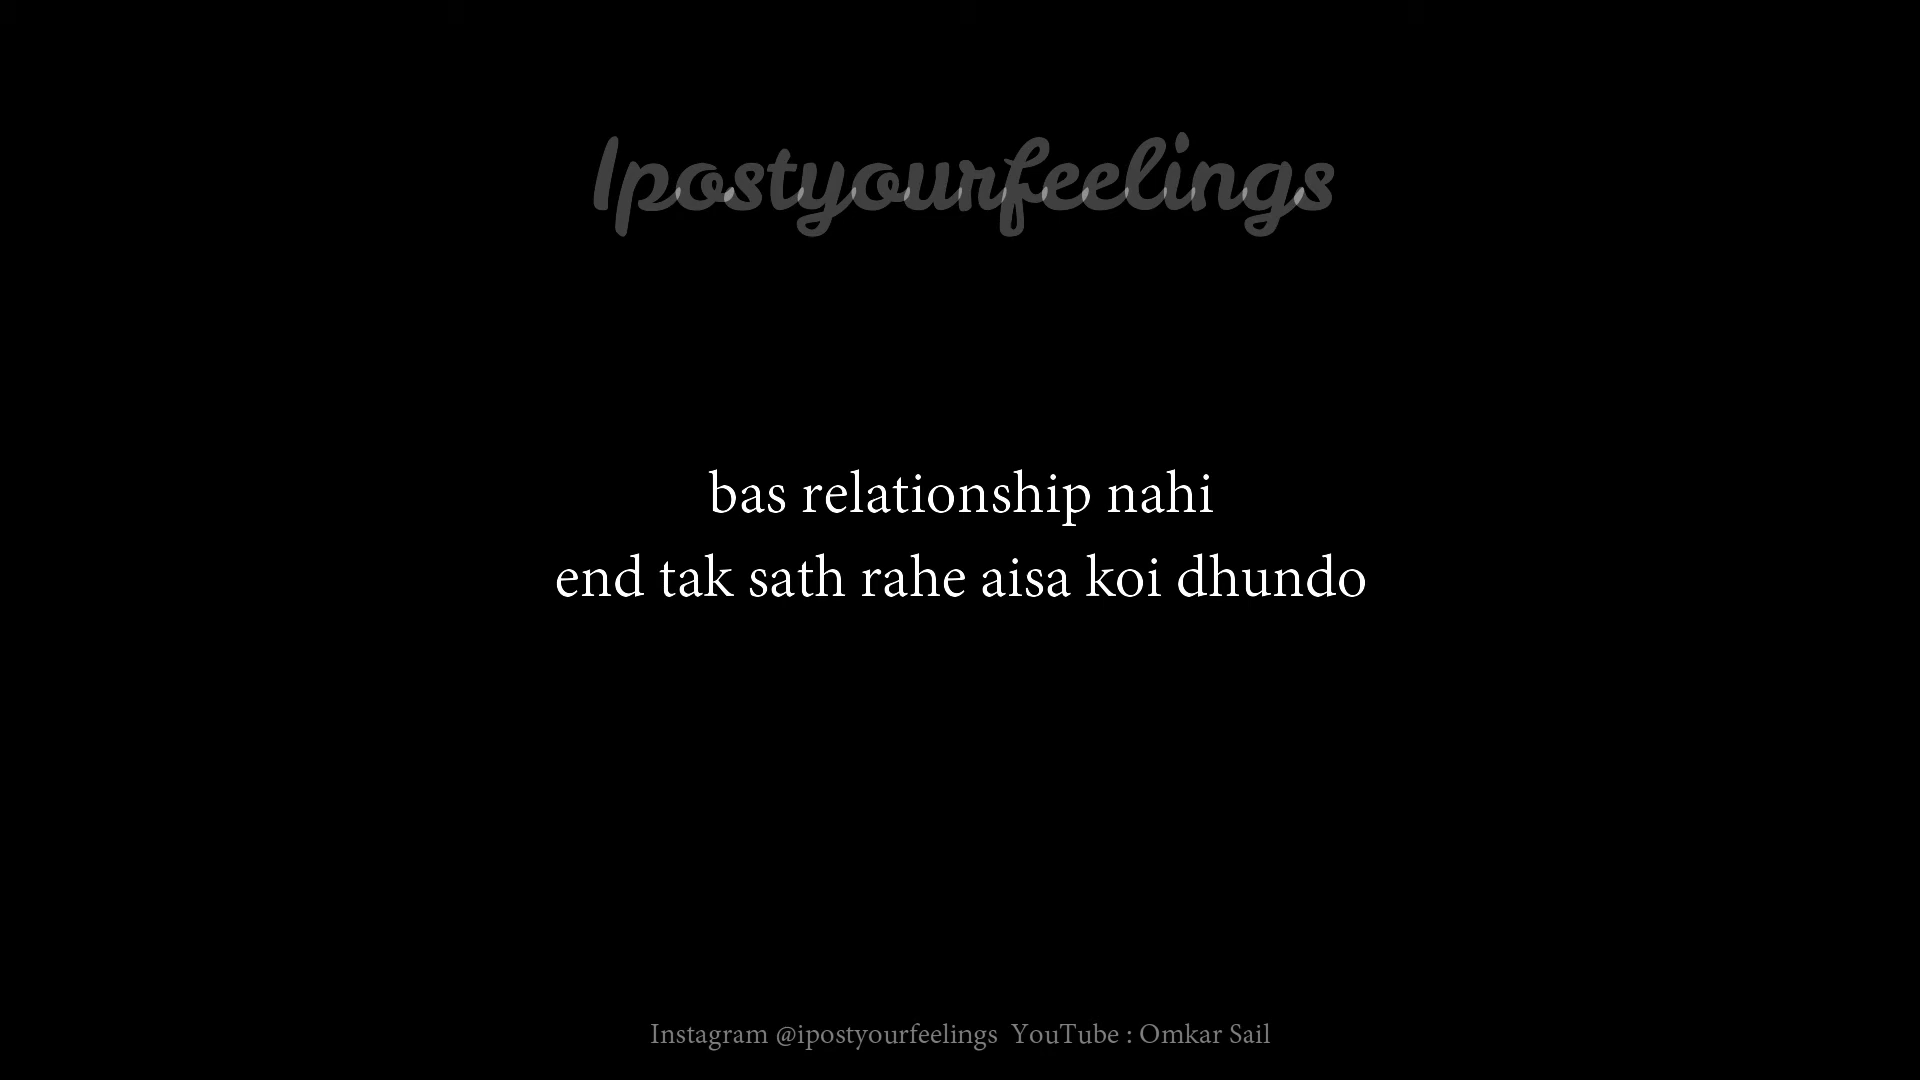 Ipostyourfeelings
bas relationship nahi
end tak sath rahe aisa koi dhundo
Instagram @ipostyourfeelings YouTube : Omkar Sail